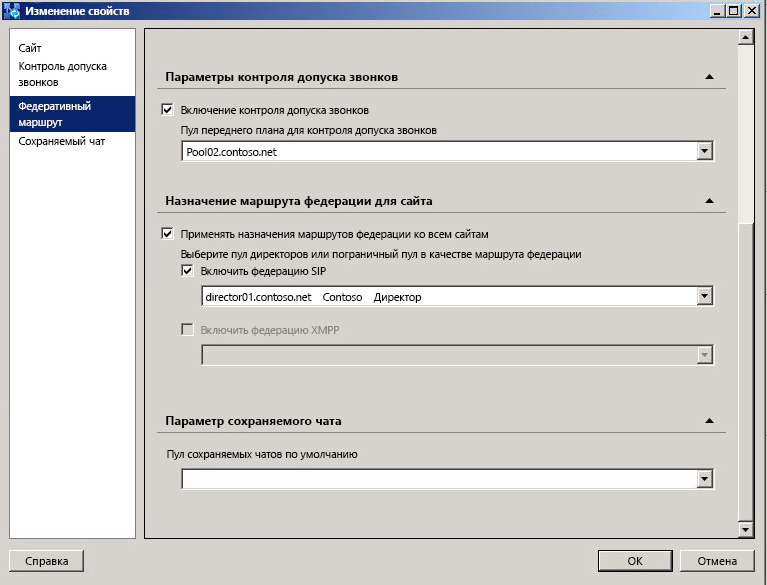 Изменение свойств
Сайт
Контроль допуска
звонков
Федеративный
маршрут
Сохраняемый чат
Параметры контроля допуска звонков
Включение контроля допуска звонков
Пул переднего плана для контроля допуска звонков
Pool02.contoso.net
Назначение маршрута федерации для сайта
Применять назначения маршрутов федерации ко всем сайтам
Выберите пул директоров или пограничный пул в качестве маршрута федерации
Включить федерацию SIP
director01.contoso.net Contoso Директор
Включить федерацию XMPP
Параметр сохраняемого чата
Пул сохраняемых чатов по умолчанию
Справка
OK
Отмена